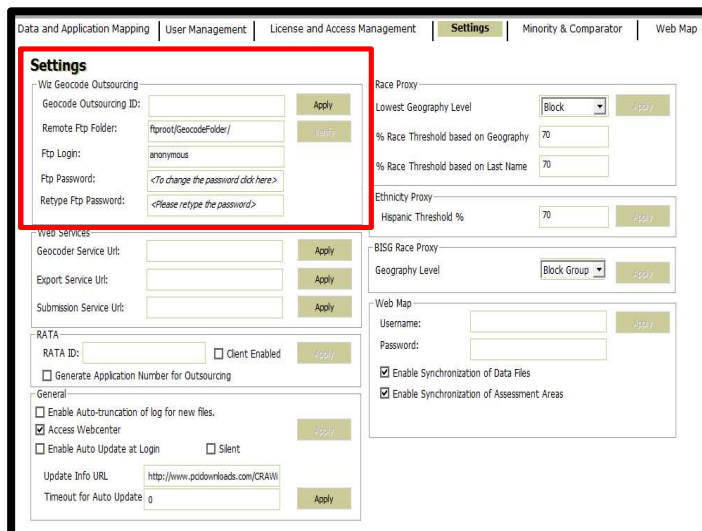 Data and Application Mapping | User Management | License and Access Management | Settings | Minority & Comparator | Web Map
Settings
Wiz Geocode Outsourcing
Geocode Outsourcing ID: Apply
Remote Ftp Folder: ftproot/GeocodeFolder/ Verify
Ftp Login: anonymous
Ftp Password: <To change the password click here>
Retype Ftp Password: <Please retype the password>
Web Services
Geocoder Service Url: Apply
Export Service Url: Apply
Submission Service Url: Apply
RATA
RATA ID: Client Enabled Apply
Generate Application Number for Outsourcing
General
Enable Auto-truncation of log for new files.
Access Webcenter Apply
Enable Auto Update at Login Silent
Update Info URL http://www.pcidownloads.com/CRAWi
Timeout for Auto Update 0 Apply
Race Proxy
Lowest Geography Level Block Apply
% Race Threshold based on Geography 70
% Race Threshold based on Last Name 70
Ethnicity Proxy
Hispanic Threshold % 70 Apply
BISG Race Proxy
Geography Level Block Group Apply
Web Map
Username: Apply
Password:
Enable Synchronization of Data Files
Enable Synchronization of Assessment Areas